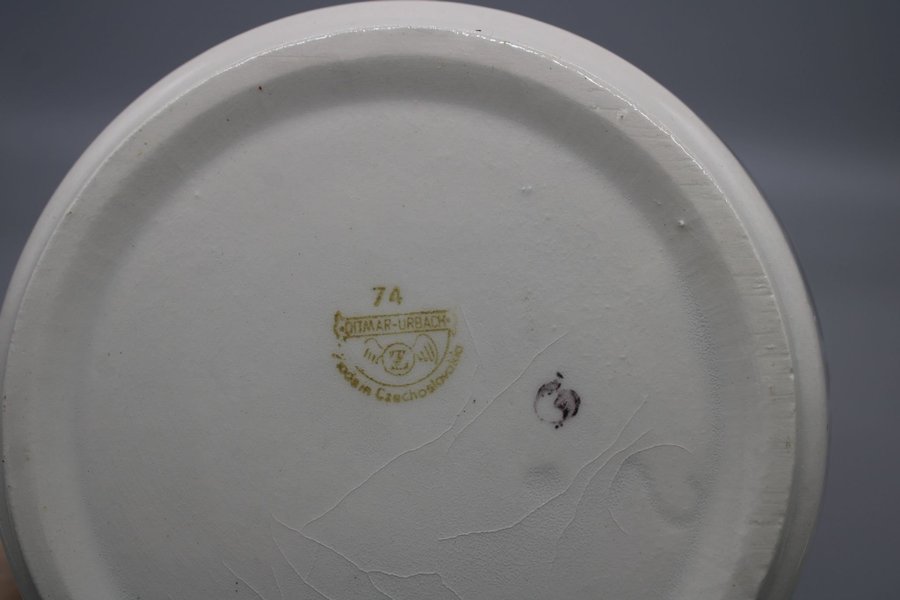 74
DITMAR-URBACH
Z
Made in Czechoslovakia